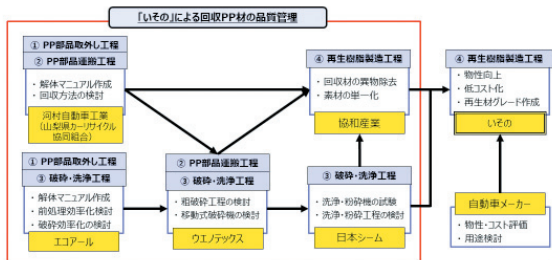 「いその」による回収PP材の品質管理
① PP部品取外し工程
② PP部品運搬工程
・解体マニュアル作成
・回収方法の検討
河村自動車工業
(山梨県カーリサイクル
協同組合)
④ 再生樹脂製造工程
・回収材の異物除去
・素材の単一化
協和産業
④ 再生樹脂製造工程
・物性向上
・低コスト化
・再生材グレード作成
いその
① PP部品取外し工程
③ 破砕・洗浄工程
・解体マニュアル作成
・前処理効率化検討
・破砕効率化の検討
エコアール
② PP部品運搬工程
③ 破砕・洗浄工程
・粗破砕工程の検討
・移動式破砕機の検討
ウエノテックス
③ 破砕・洗浄工程
・洗浄・粉砕機の試験
・洗浄・粉砕工程の検討
日本シーム
自動車メーカー
・物性・コスト評価
・用途検討